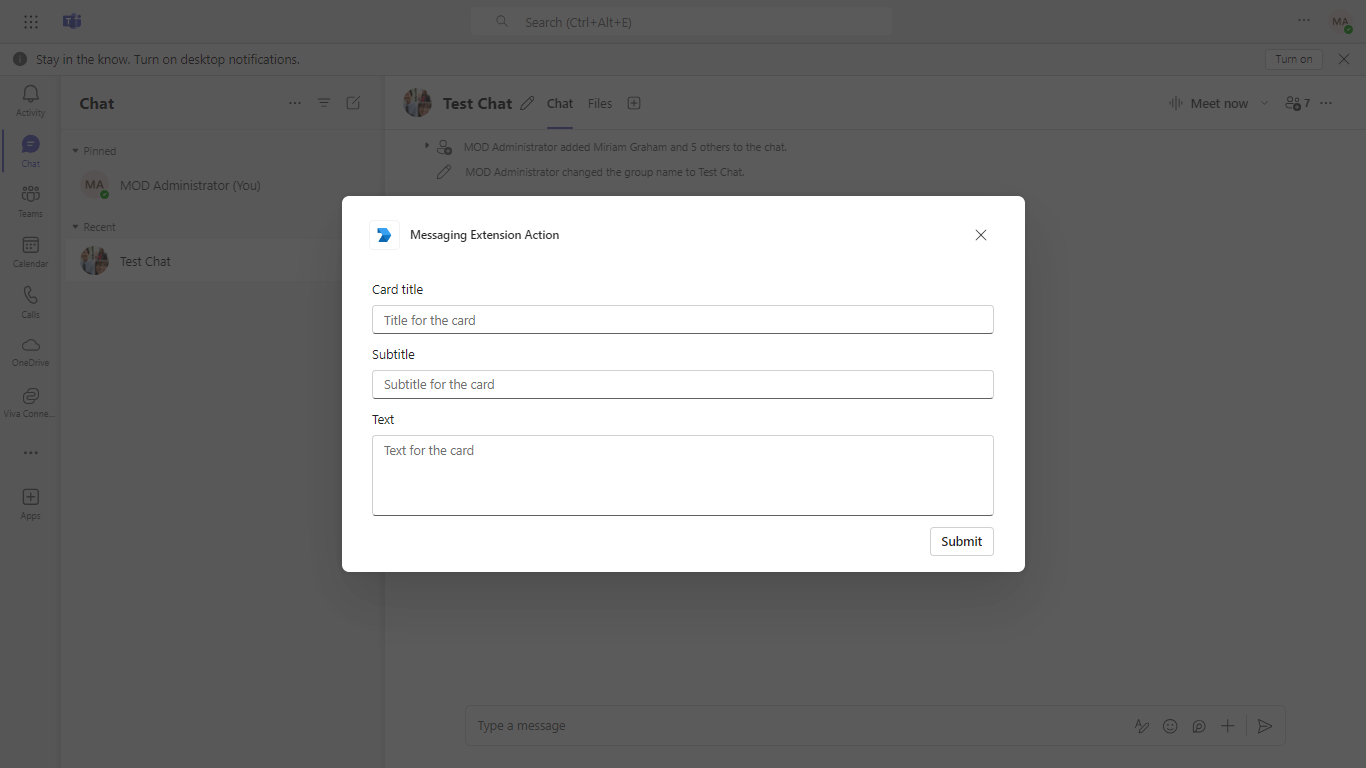 Search (Ctrl+Alt+E)
MA
Stay in the know. Turn on desktop notifications.
Turn on
Activity
Chat
Teams
Calendar
Calls
OneDrive
Viva Conne...
Apps
Chat
Pinned
MA
MOD Administrator (You)
Recent
Test Chat
Test Chat
Chat
Files
Meet now
7
MOD Administrator added Miriam Graham and 5 others to the chat.
MOD Administrator changed the group name to Test Chat.
Messaging Extension Action
Card title
Title for the card
Subtitle
Subtitle for the card
Text
Text for the card
Submit
Type a message